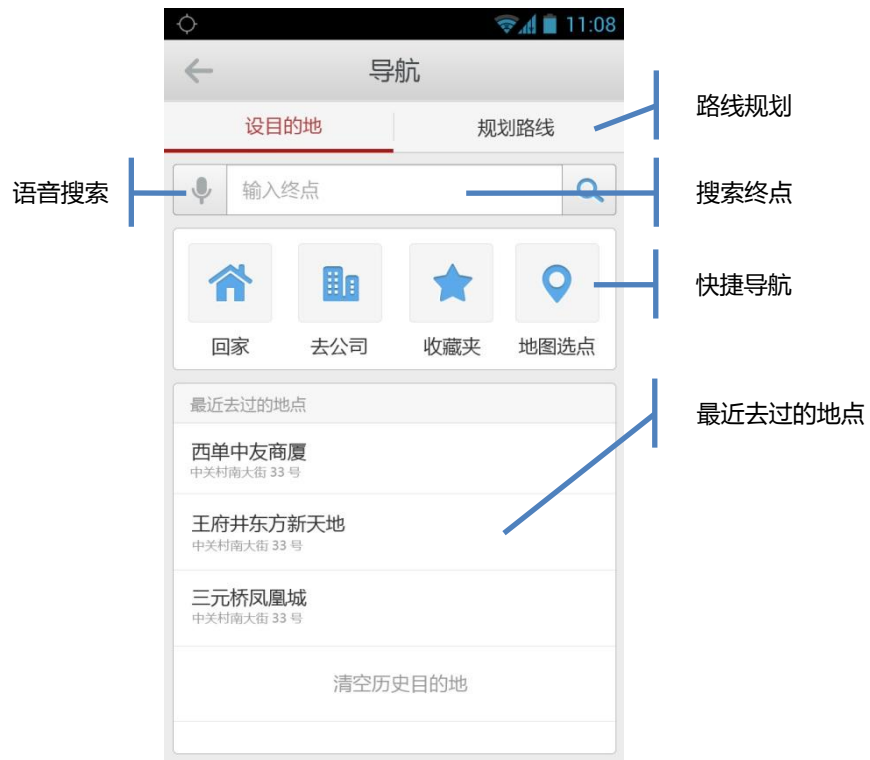 11:08
导航
设目的地
规划路线
路线规划
语音搜索
输入终点
搜索终点
快捷导航
回家
去公司
收藏夹
地图选点
最近去过的地点
最近去过的地点
西单中友商厦
中关村南大街 33 号
王府井东方新天地
中关村南大街 33 号
三元桥凤凰城
中关村南大街 33 号
清空历史目的地